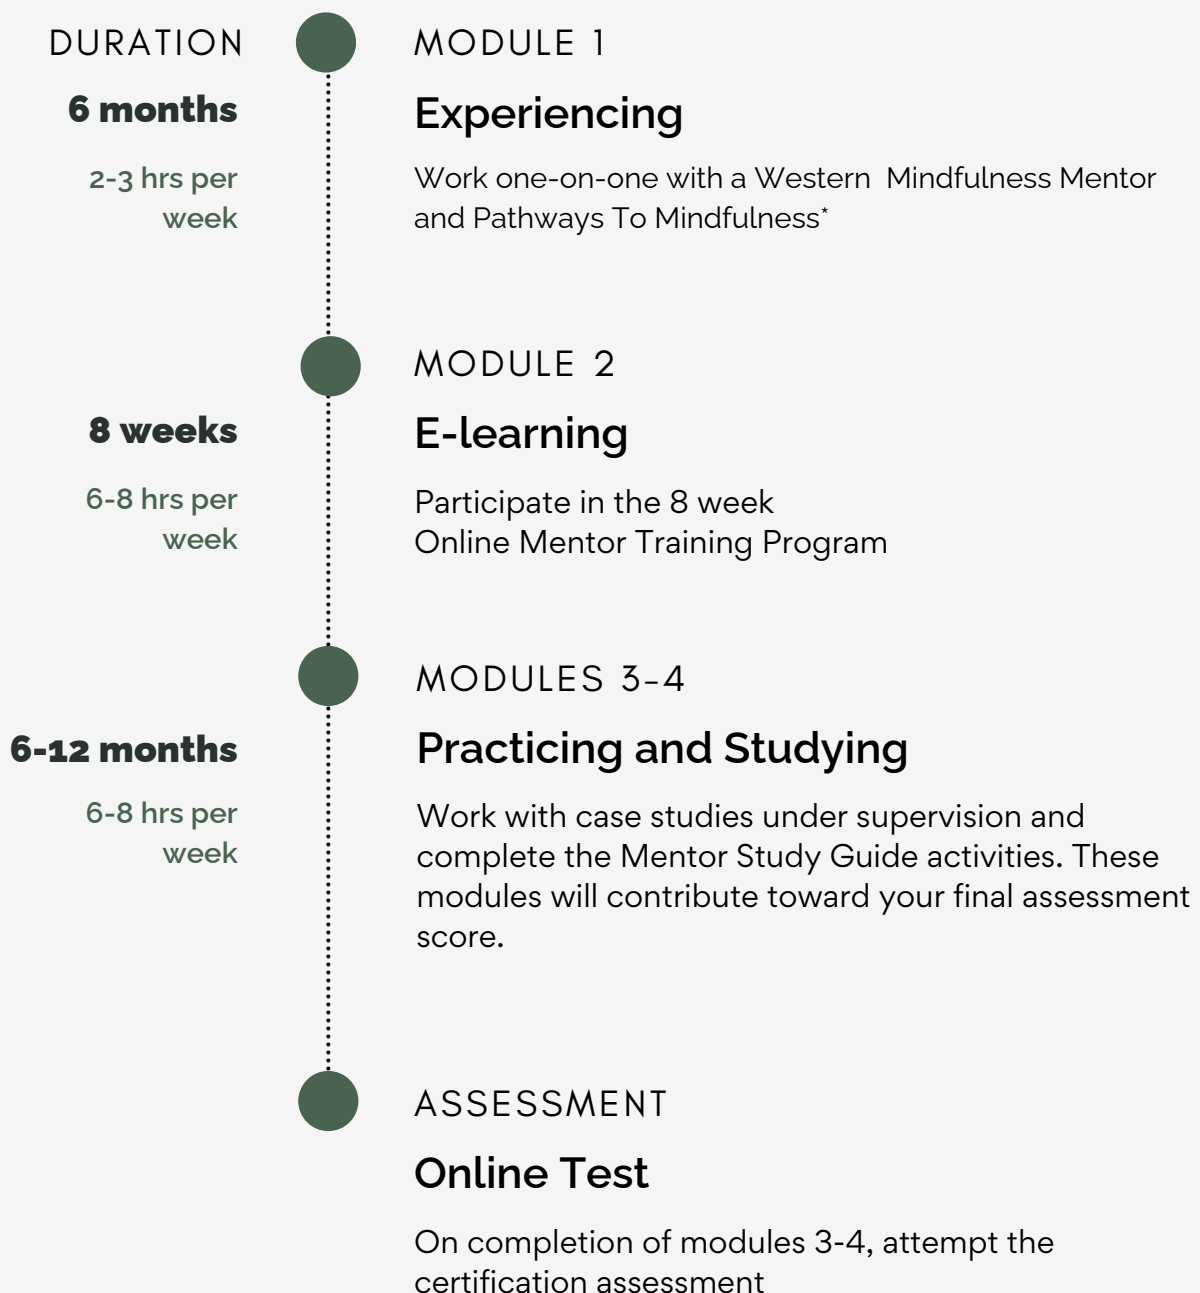 DURATION
MODULE 1
6 months
Experiencing
2-3 hrs per
week
Work one-on-one with a Western  Mindfulness Mentor
and Pathways To Mindfulness*
MODULE 2
8 weeks
E-learning
6-8 hrs per
week
Participate in the 8 week
Online Mentor Training Program
MODULES 3-4
6-12 months
Practicing and Studying
6-8 hrs per
week
Work with case studies under supervision and
complete the Mentor Study Guide activities. These
modules will contribute toward your final assessment
score.
ASSESSMENT
Online Test
On completion of modules 3-4, attempt the
certification assessment